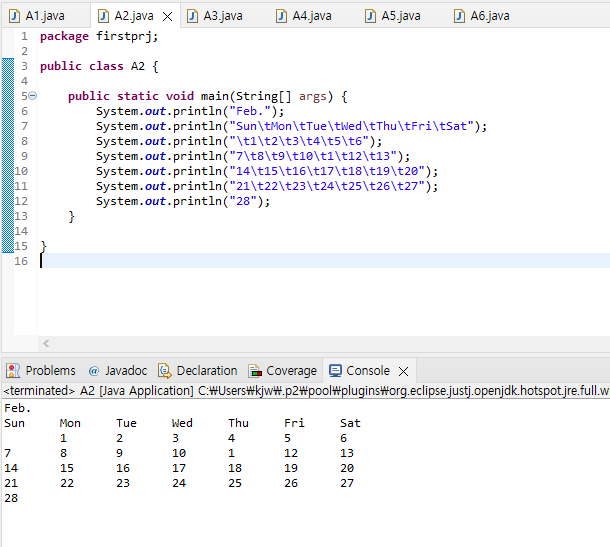 A1.java A2.java A3.java A4.java A5.java A6.java
1 package firstprj;
2
3 public class A2 {
4
5 public static void main(String[] args) {
6 System.out.println("Feb.");
7 System.out.println("Sun\tMon\tTue\tWed\tThu\tFri\tSat");
8 System.out.println("\t1\t2\t3\t4\t5\t6");
9 System.out.println("7\t8\t9\t10\t1\t12\t13");
10 System.out.println("14\t15\t16\t17\t18\t19\t20");
11 System.out.println("21\t22\t23\t24\t25\t26\t27");
12 System.out.println("28");
13 }
14
15 }
16
Problems @ Javadoc Declaration Coverage Console
<terminated> A2 [Java Application] C:₩Users₩kjw₩.p2₩pool₩plugins₩org.eclipse.justj.openjdk.hotspot.jre.full.w
Feb.
Sun Mon Tue Wed Thu Fri Sat
1 2 3 4 5 6
7 8 9 10 1 12 13
14 15 16 17 18 19 20
21 22 23 24 25 26 27
28